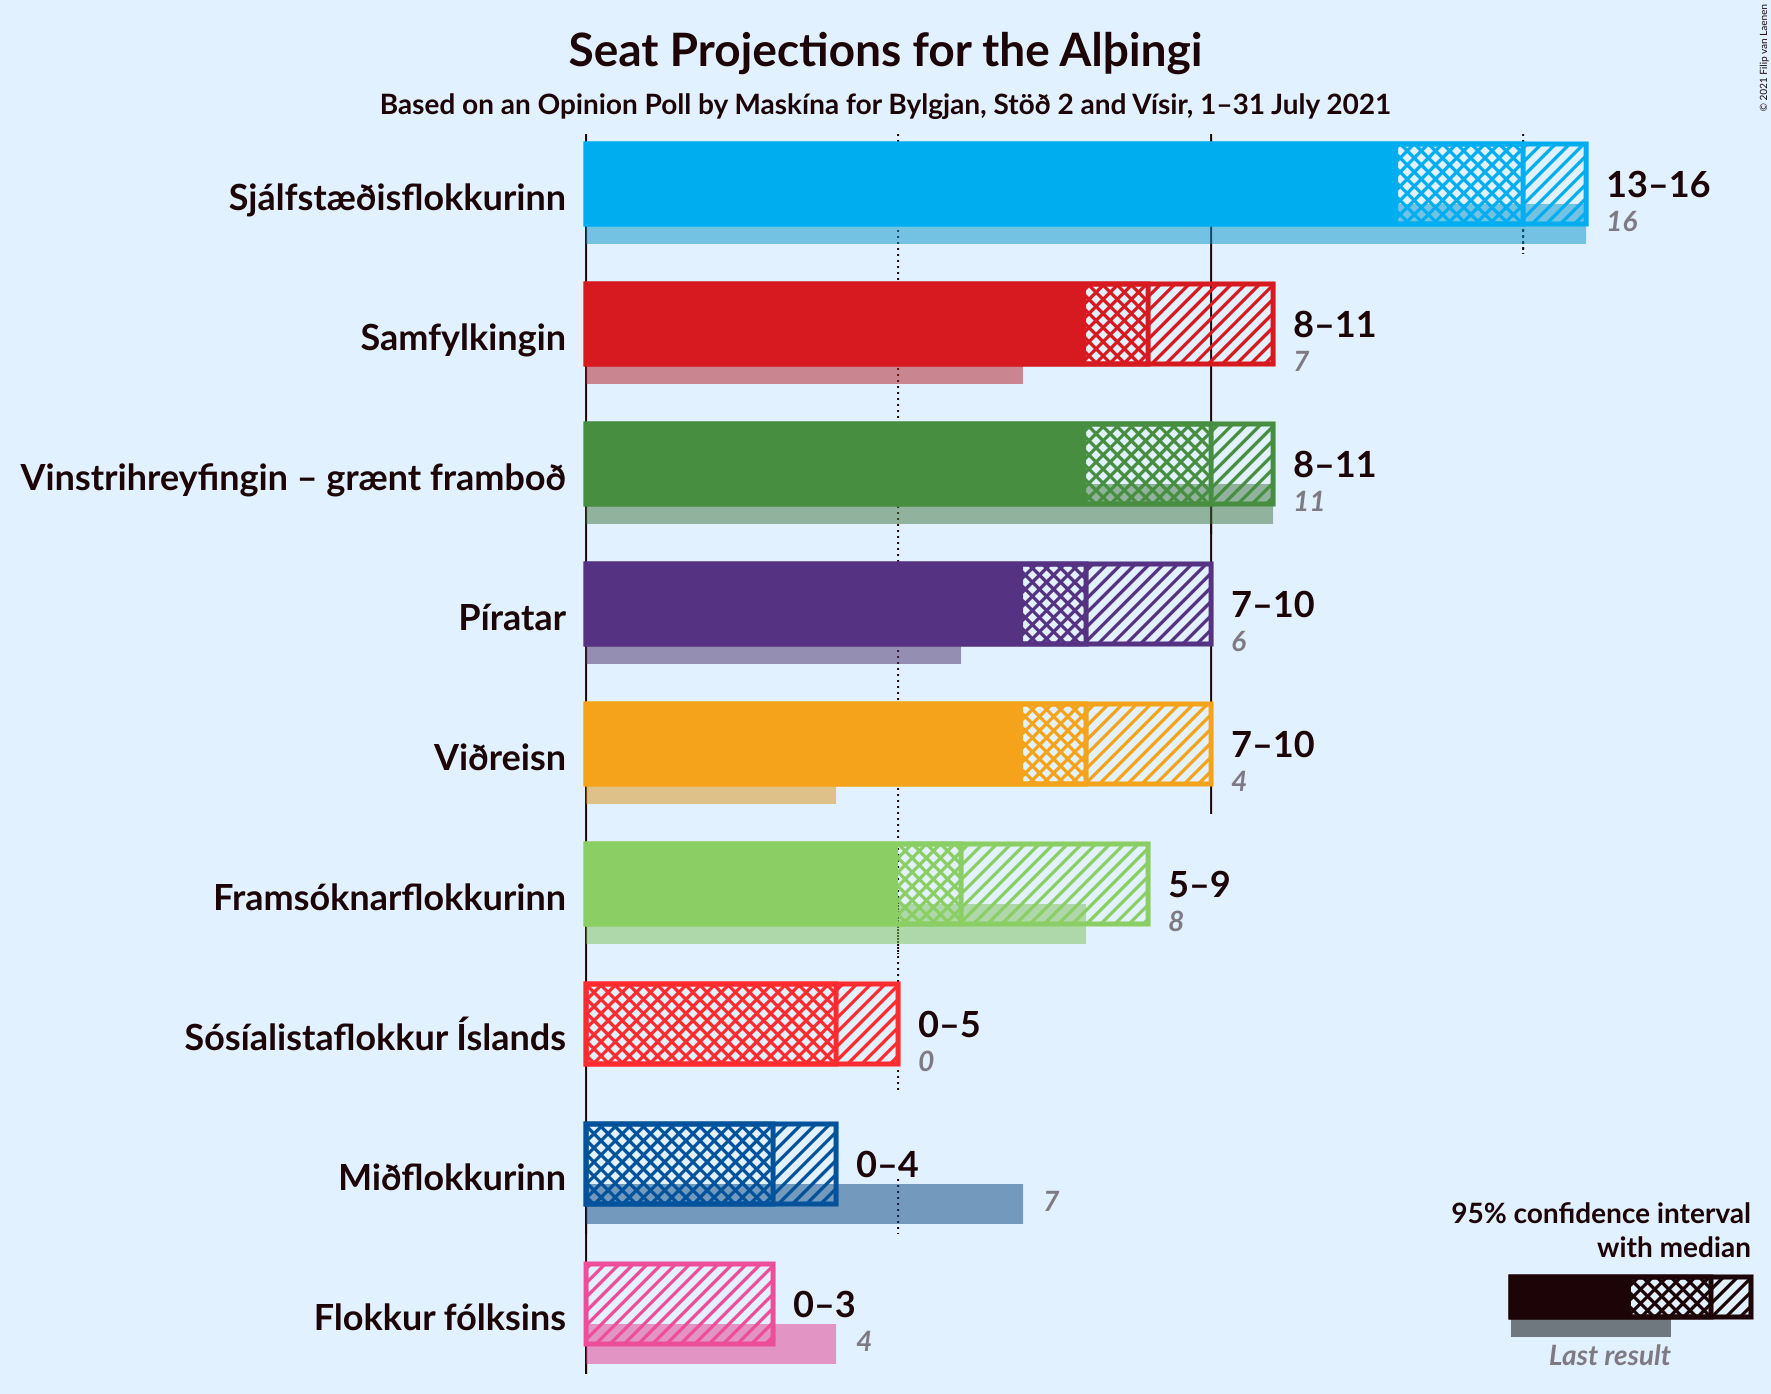 Seat Projections for the Alþingi
Based on an Opinion Poll by Maskína for Bylgjan, Stöð 2 and Vísir, 1–31 July 2021
© 2021 Filip van Laenen
Sjálfstæðisflokkurinn
13–16
16
Samfylkingin
8–11
7
Vinstrihreyfingin – grænt framboð
8–11
11
Píratar
7–10
6
Viðreisn
7–10
4
Framsóknarflokkurinn
5–9
8
Sósíalistaflokkur Íslands
0–5
0
Miðflokkurinn
0–4
7
Flokkur fólksins
0–3
4
95% confidence interval
with median
Last result